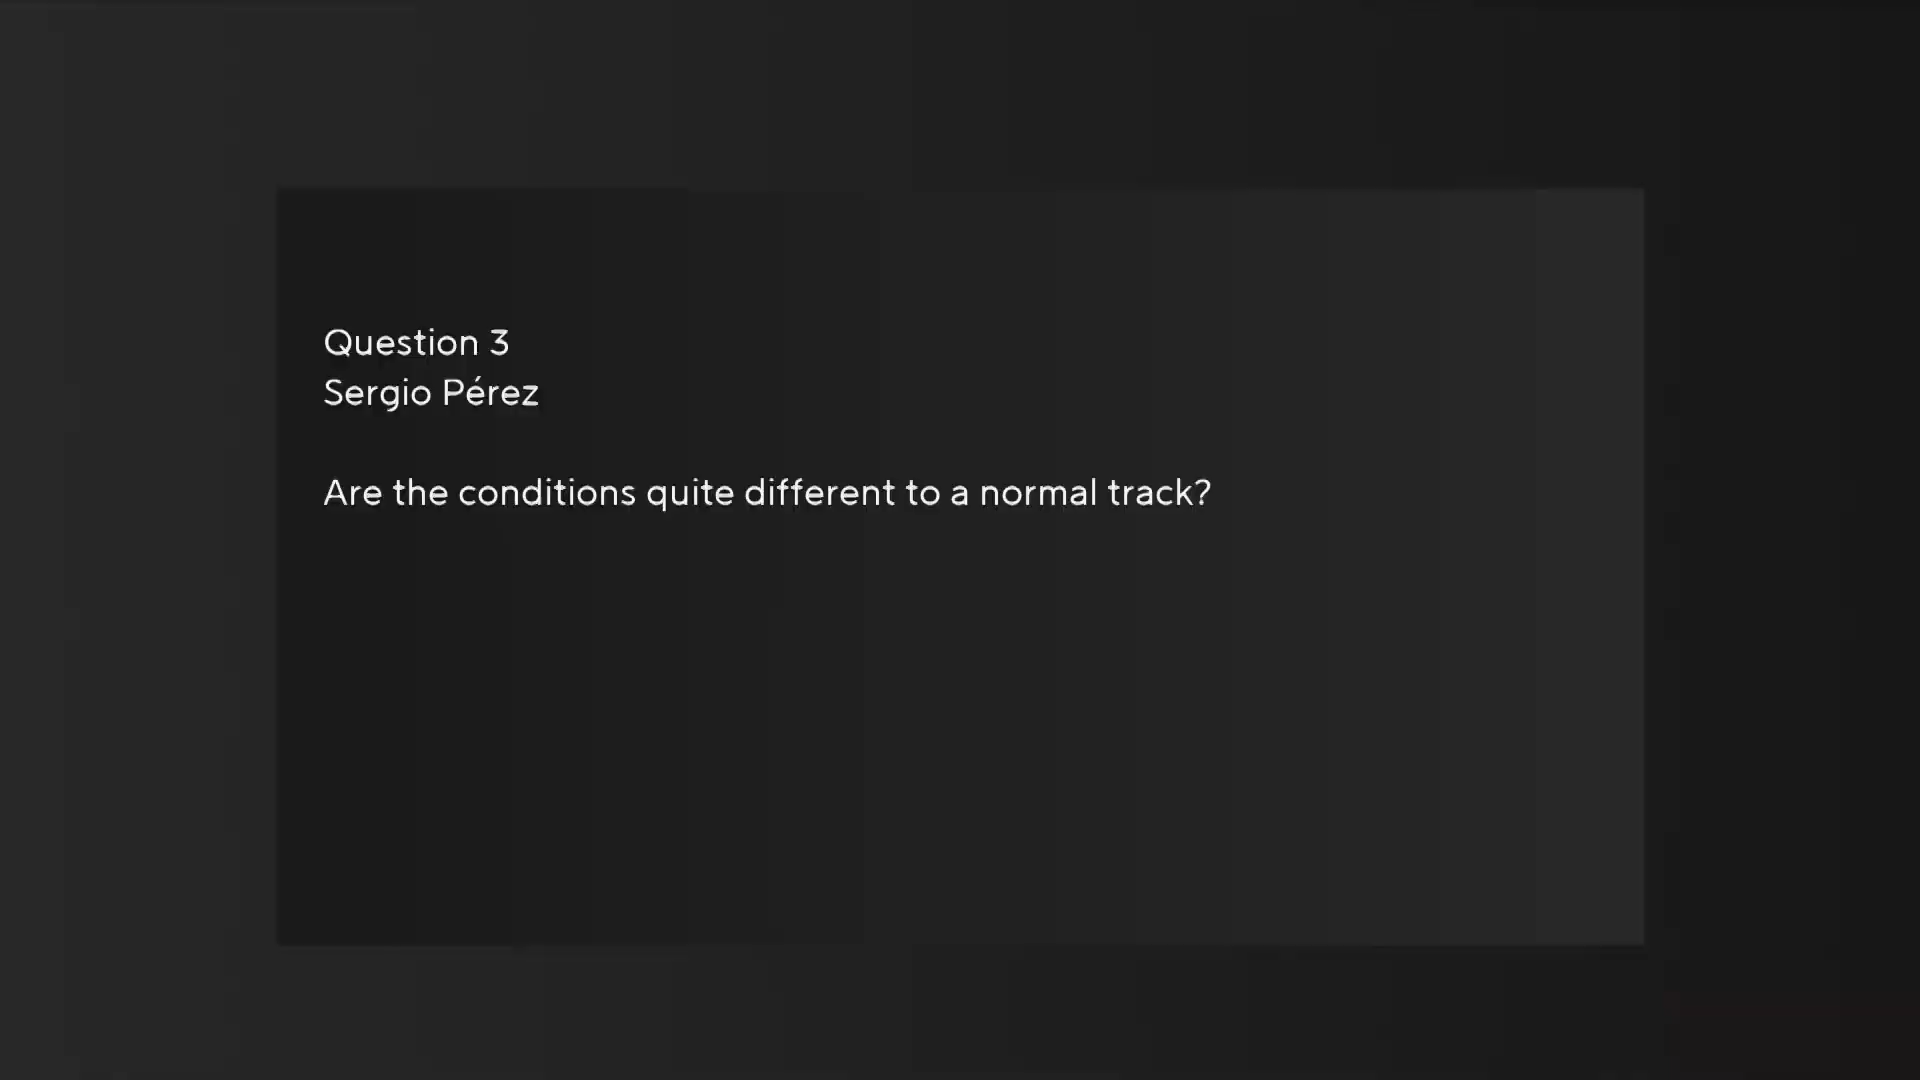 Question 3
Sergio Pérez
Are the conditions quite different to a normal track?